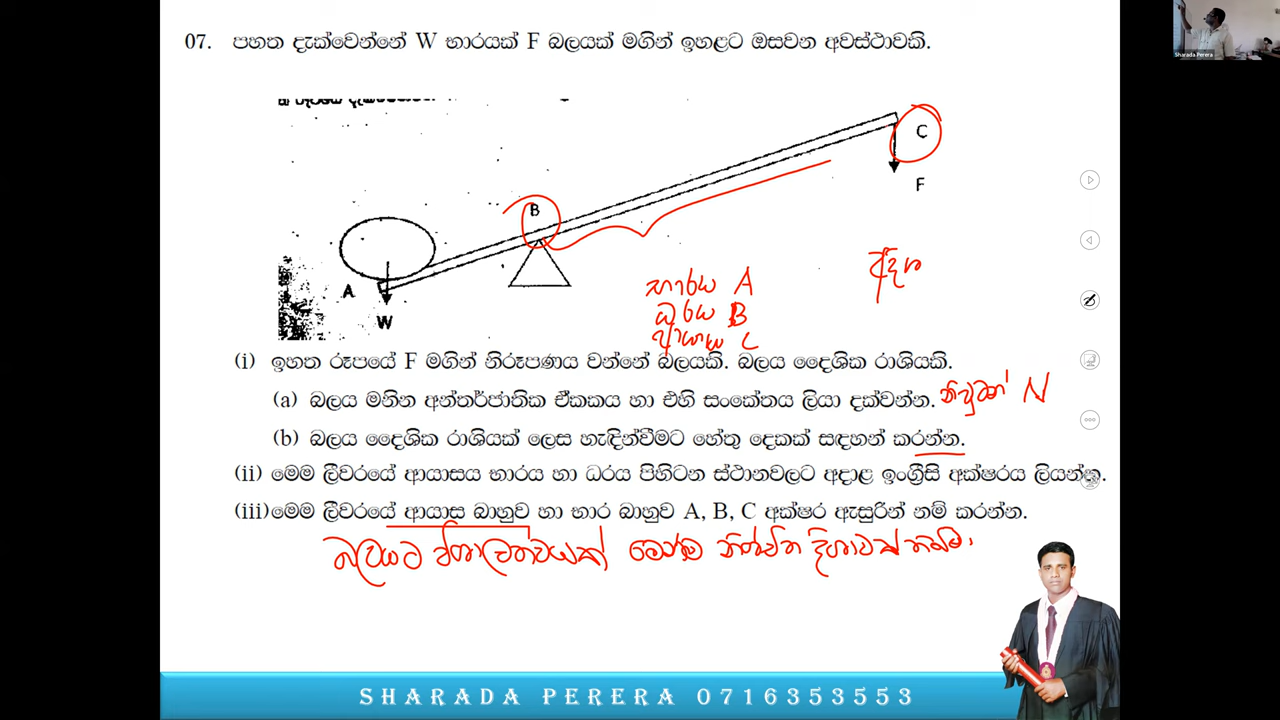 Sharada Perera
07. පහත දැක්වෙන්නේ W භාරයක් F බලයක් මගින් ඉහළට ඔසවන අවස්ථාවකි.
C
F
B
A
W
අදිශ
භාරය A
ධරය B
ආයාස C
(i) ඉහත රූපයේ F මගින් නිරූපණය වන්නේ බලයකි. බලය දෛශික රාශියකි.
(a) බලය මනින අන්තර්ජාතික ඒකකය හා එහි සංකේතය ලියා දක්වන්න. නිව්ටන් N
(b) බලය දෛශික රාශියක් ලෙස හැඳින්වීමට හේතු දෙකක් සඳහන් කරන්න.
(ii) මෙම ලීවරයේ ආයාසය භාරය හා ධරය පිහිටන ස්ථානවලට අදාළ ඉංග්‍රීසි අක්ෂරය ලියන්න.
(iii) මෙම ලීවරයේ ආයාස බාහුව හා භාර බාහුව A, B, C අක්ෂර ඇසුරින් නම් කරන්න.
බලයට විශාලත්වයක් මෙන්ම නිශ්චිත දිශාවක්
SHARADA PERERA 0716353553